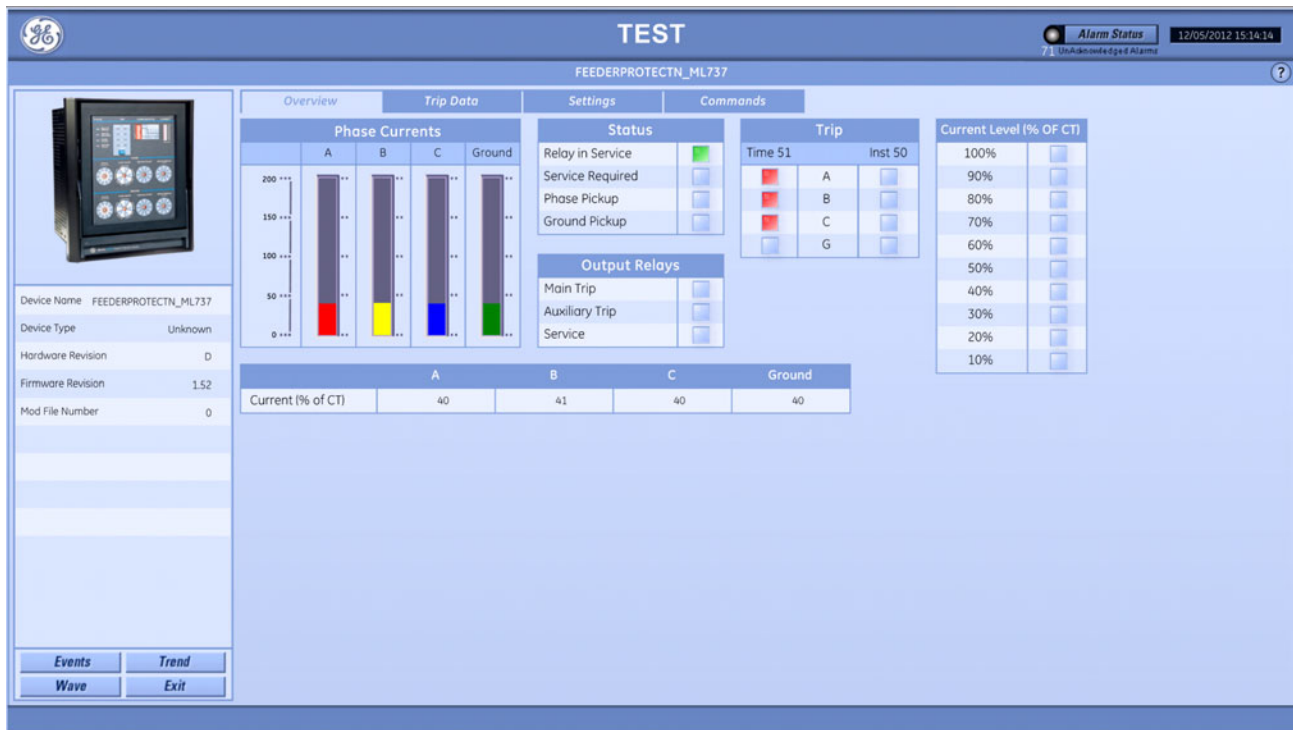 TEST
Alarm Status
12/05/2012 15:14:14
71 UnAcknowledged Alarms
FEEDERPROTECTN_ML737
?
Overview Trip Data Settings Commands
Phase Currents
A B C Ground
200
150
100
50
0
Status
Relay in Service
Service Required
Phase Pickup
Ground Pickup
Output Relays
Main Trip
Auxiliary Trip
Service
Trip
Time 51 Inst 50
A
B
C
G
Current Level (% OF CT)
100%
90%
80%
70%
60%
50%
40%
30%
20%
10%
A B C Ground
Current (% of CT) 40 41 40 40
Device Name FEEDERPROTECTN_ML737
Device Type Unknown
Hardware Revision D
Firmware Revision 1.52
Mod File Number 0
Events Trend
Wave Exit